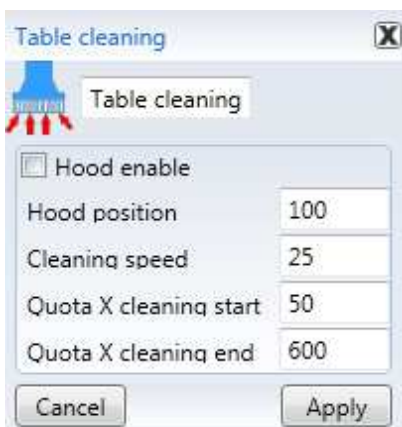 Table cleaning X
Table cleaning
Hood enable
Hood position 100
Cleaning speed 25
Quota X cleaning start 50
Quota X cleaning end 600
Cancel Apply